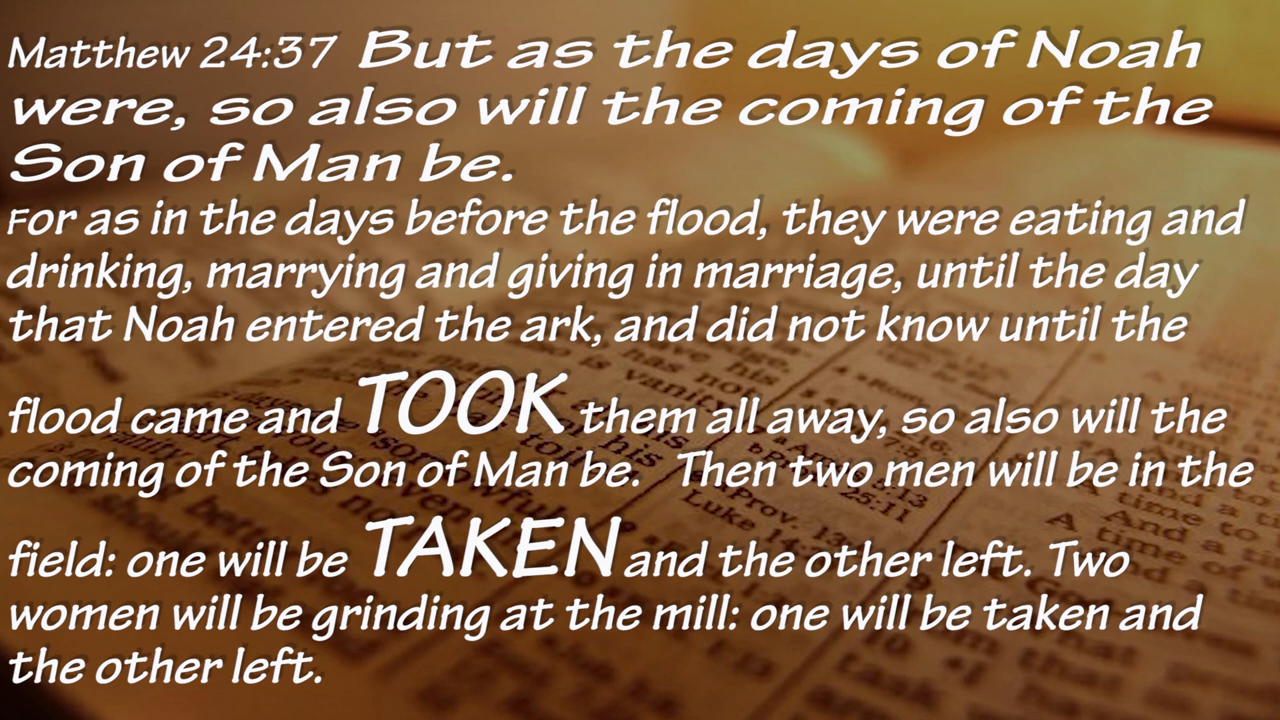 Matthew 24:37 But as the days of Noah
were, so also will the coming of the
Son of Man be.
For as in the days before the flood, they were eating and
drinking, marrying and giving in marriage, until the day
that Noah entered the ark, and did not know until the
flood came and TOOK them all away, so also will the
coming of the Son of Man be. Then two men will be in the
field: one will be TAKEN and the other left. Two
women will be grinding at the mill: one will be taken and
the other left.